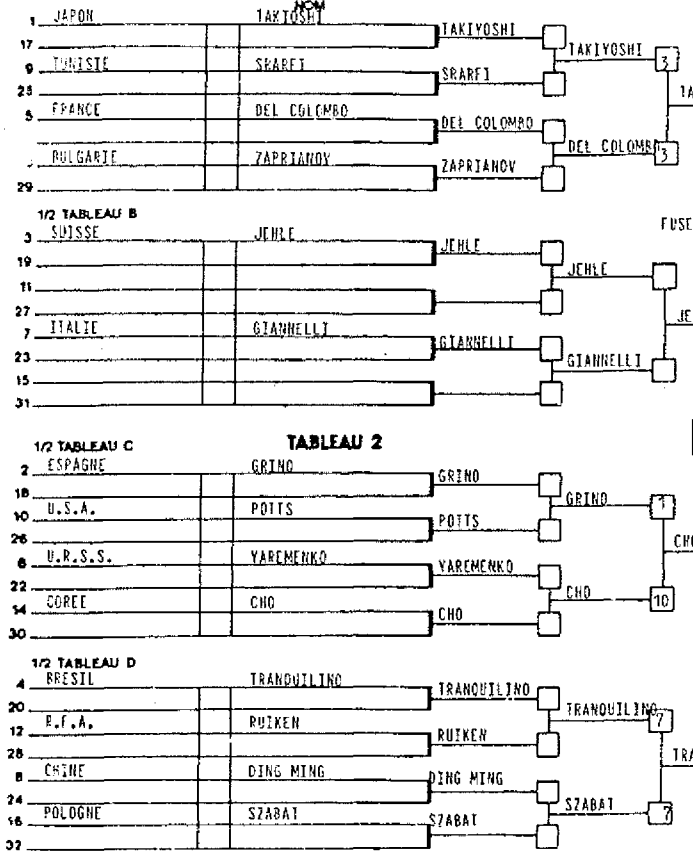 NOM
1 JAPON TAKIOSHI
TAKIYOSHI
17
TAKIYOSHI 3
9 TUNISIE SRARFI
SRARFI
25
TA
5 FRANCE DEL COLOMBO
DEL COLOMBO
DEL COLOMBO 3
BULGARIE ZAPRIANOV
ZAPRIANOV
29
1/2 TABLEAU B
FUSE
3 SUISSE JEHLE
JEHLE
19
JEHLE
11
27
JE
7 ITALIE GIANNELLI
GIANNELLI
23
GIANNELLI
15
31
1/2 TABLEAU C TABLEAU 2
2 ESPAGNE GRINO
GRINO
18
GRINO 1
10 U.S.A. POTTS
POTTS
26
CHO
6 U.R.S.S. YAREMENKO
YAREMENKO
22
CHO 10
14 COREE CHO
CHO
30
1/2 TABLEAU D
4 BRESIL TRANQUILINO
TRANQUILINO
20
TRANQUILINO 7
12 R.F.A. RUIKEN
RUIKEN
28
TRA
8 CHINE DING MING
DING MING
24
SZABAT 7
16 POLOGNE SZABAT
SZABAT
32